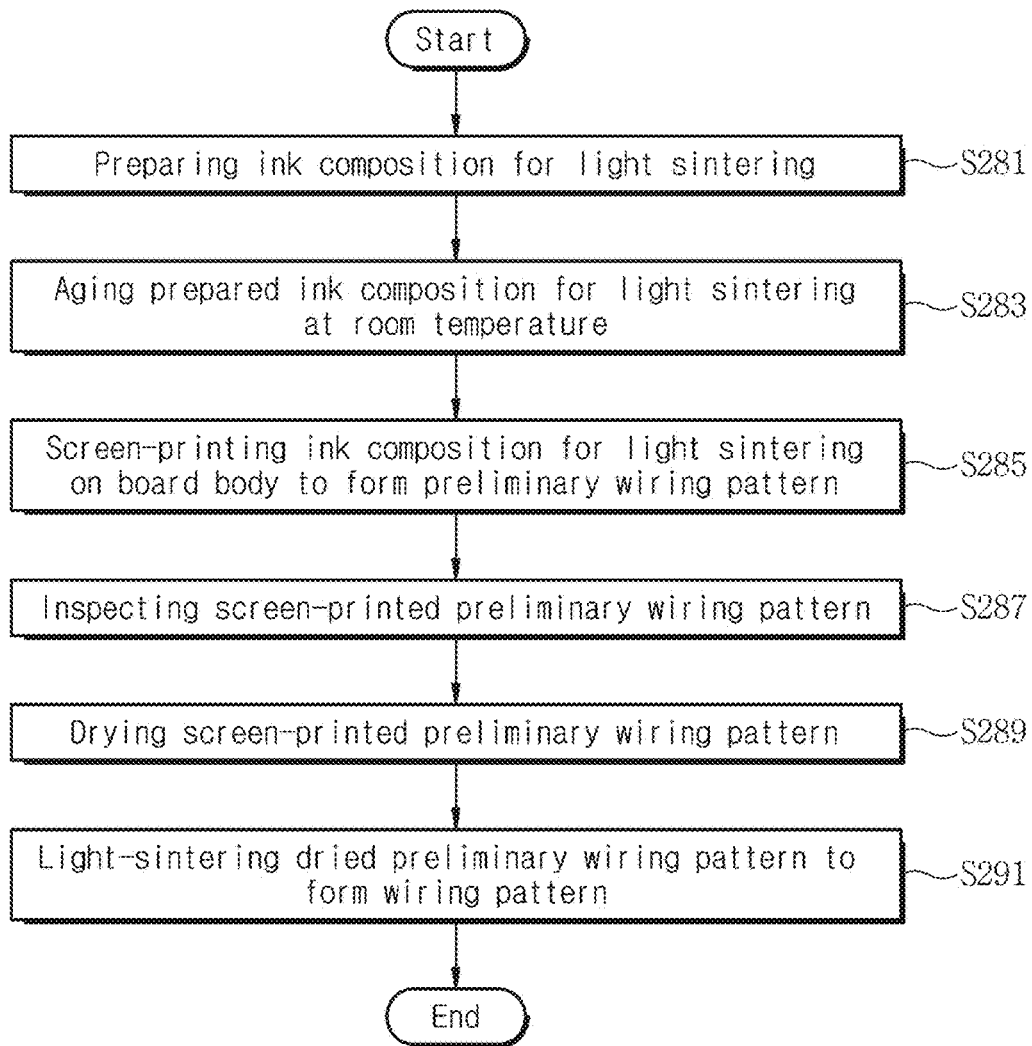 Start
Preparing ink composition for light sintering
S281
Aging prepared ink composition for light sintering
at room temperature
S283
Screen-printing ink composition for light sintering
on board body to form preliminary wiring pattern
S285
Inspecting screen-printed preliminary wiring pattern
S287
Drying screen-printed preliminary wiring pattern
S289
Light-sintering dried preliminary wiring pattern to
form wiring pattern
S291
End